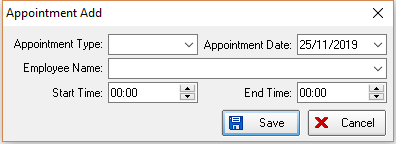 Appointment Add
Appointment Type: Appointment Date: 25/11/2019
Employee Name:
Start Time: 00:00 End Time: 00:00
Save Cancel